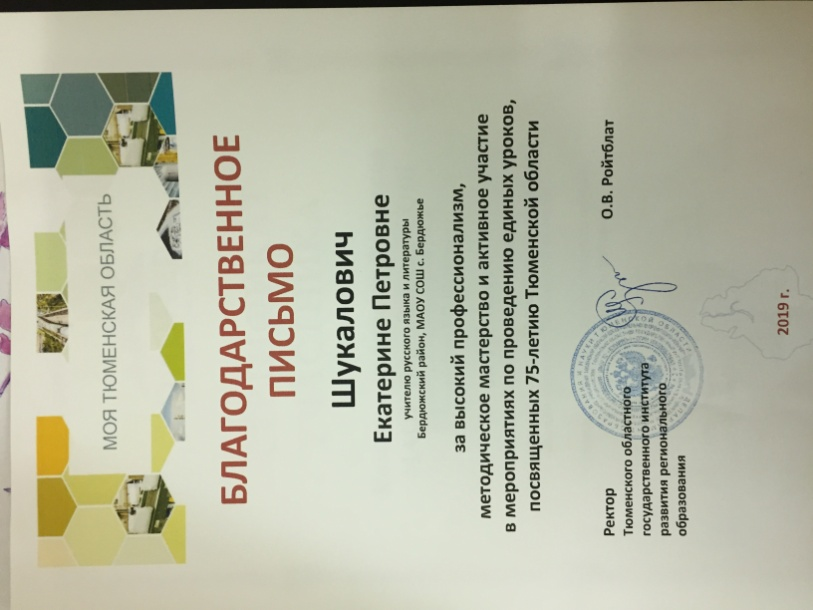 МОЯ ТЮМЕНСКАЯ ОБЛАСТЬ
БЛАГОДАРСТВЕННОЕ
ПИСЬМО
Шукалович
Екатерине Петровне
учителю русского языка и литературы
Бердюжский район, МАОУ СОШ с. Бердюжье
за высокий профессионализм,
методическое мастерство и активное участие
в мероприятиях по проведению единых уроков,
посвященных 75-летию Тюменской области
Ректор
Тюменского областного
государственного института
развития регионального
образования
О.В. Ройтблат
2019 г.